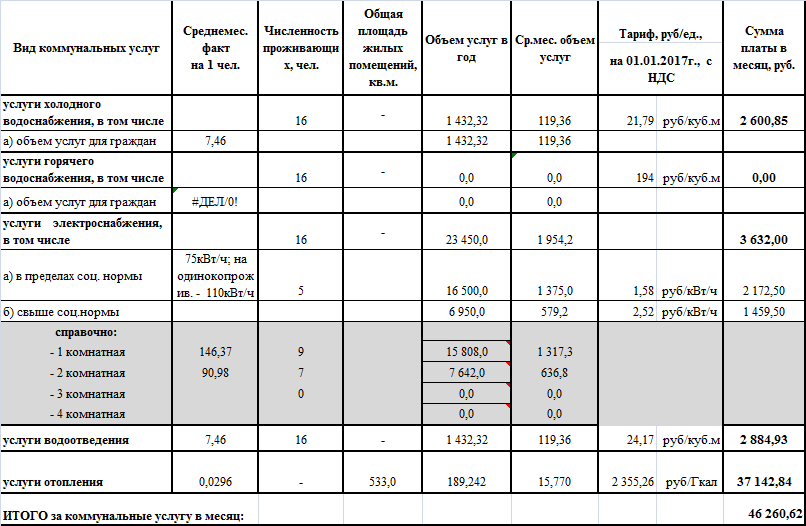 Вид коммунальных услуг
Среднемес. факт на 1 чел.
Численность проживающи х, чел.
Общая площадь жилых помещений, кв.м.
Объем услуг в год
Ср.мес. объем услуг
Тариф, руб/ед.,
на 01.01.2017г., с НДС
Сумма платы в месяц, руб.
услуги холодного
водоснабжения, в том числе 16 - 1 432,32 119,36 21,79 руб/куб.м 2 600,85
а) объем услуг для граждан 7,46 1 432,32 119,36
услуги горячего
водоснабжения, в том числе 16 - 0,0 0,0 194 руб/куб.м 0,00
а) объем услуг для граждан #ДЕЛ/0! 0,0 0,0
услуги электроснабжения,
в том числе 16 - 23 450,0 1 954,2 3 632,00
75кВт/ч; на
а) в пределах соц. нормы одинокопрож
ив. - 110кВт/ч 5 16 500,0 1 375,0 1,58 руб/кВт/ч 2 172,50
б) свыше соц.нормы 6 950,0 579,2 2,52 руб/кВт/ч 1 459,50
справочно:
- 1 комнатная 146,37 9 15 808,0 1 317,3
- 2 комнатная 90,98 7 7 642,0 636,8
- 3 комнатная 0 0,0 0,0
- 4 комнатная 0,0 0,0
услуги водоотведения 7,46 16 - 1 432,32 119,36 24,17 руб/куб.м 2 884,93
услуги отопления 0,0296 - 533,0 189,242 15,770 2 355,26 руб/Гкал 37 142,84
ИТОГО за коммунальные услугу в месяц: 46 260,62